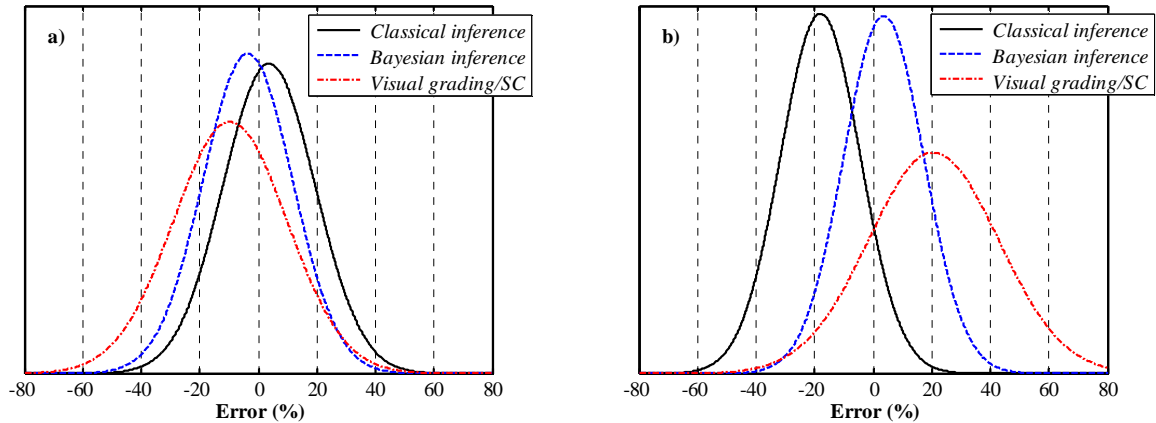 a)
Classical inference
Bayesian inference
Visual grading/SC
-80 -60 -40 -20 0 20 40 60 80
Error (%)
b)
Classical inference
Bayesian inference
Visual grading/SC
-80 -60 -40 -20 0 20 40 60 80
Error (%)